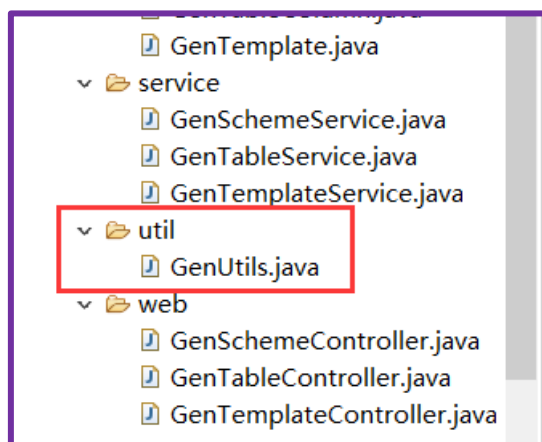 GenTemplate.java
service
GenSchemeService.java
GenTableService.java
GenTemplateService.java
util
GenUtils.java
web
GenSchemeController.java
GenTableController.java
GenTemplateController.java